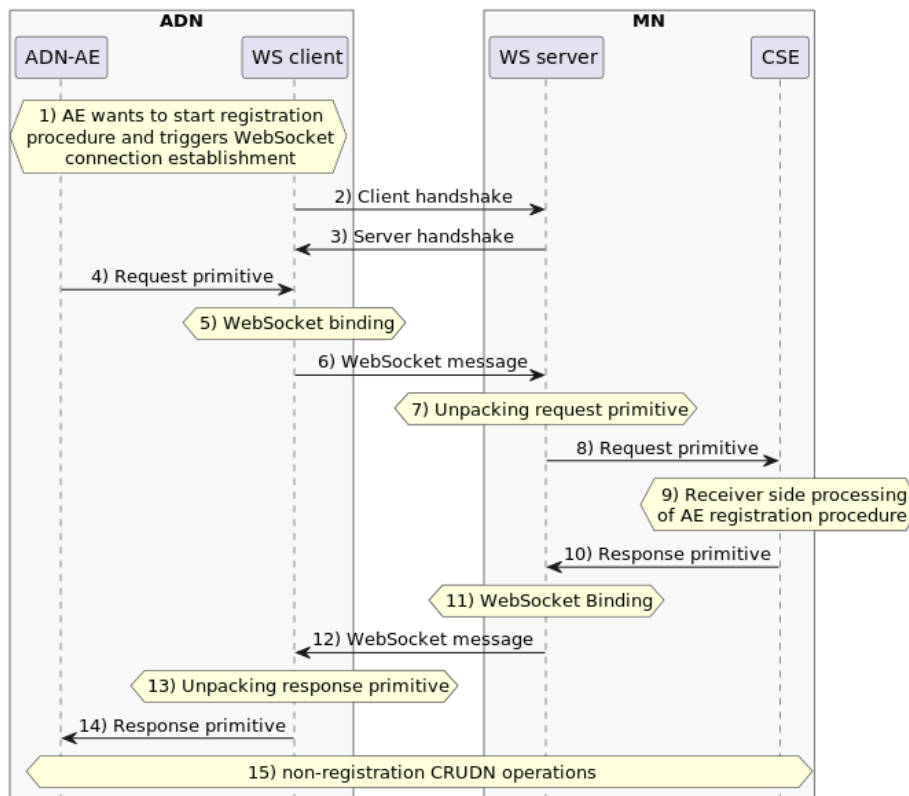 ADN
MN
ADN-AE
WS client
WS server
CSE
1) AE wants to start registration
procedure and triggers WebSocket
connection establishment
2) Client handshake
3) Server handshake
4) Request primitive
5) WebSocket binding
6) WebSocket message
7) Unpacking request primitive
8) Request primitive
9) Receiver side processing
of AE registration procedure
10) Response primitive
11) WebSocket Binding
12) WebSocket message
13) Unpacking response primitive
14) Response primitive
15) non-registration CRUDN operations